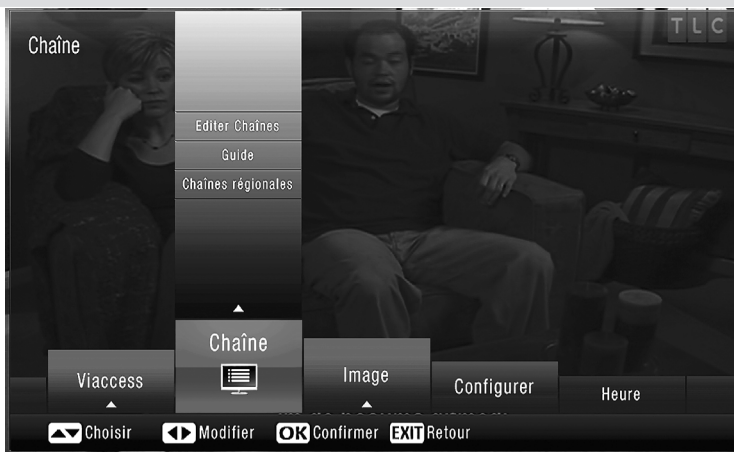 TLC
Chaîne
Editer Chaînes
Guide
Chaînes régionales
Chaîne
Viaccess
Image
Configurer
Heure
Choisir Modifier OK Confirmer EXIT Retour